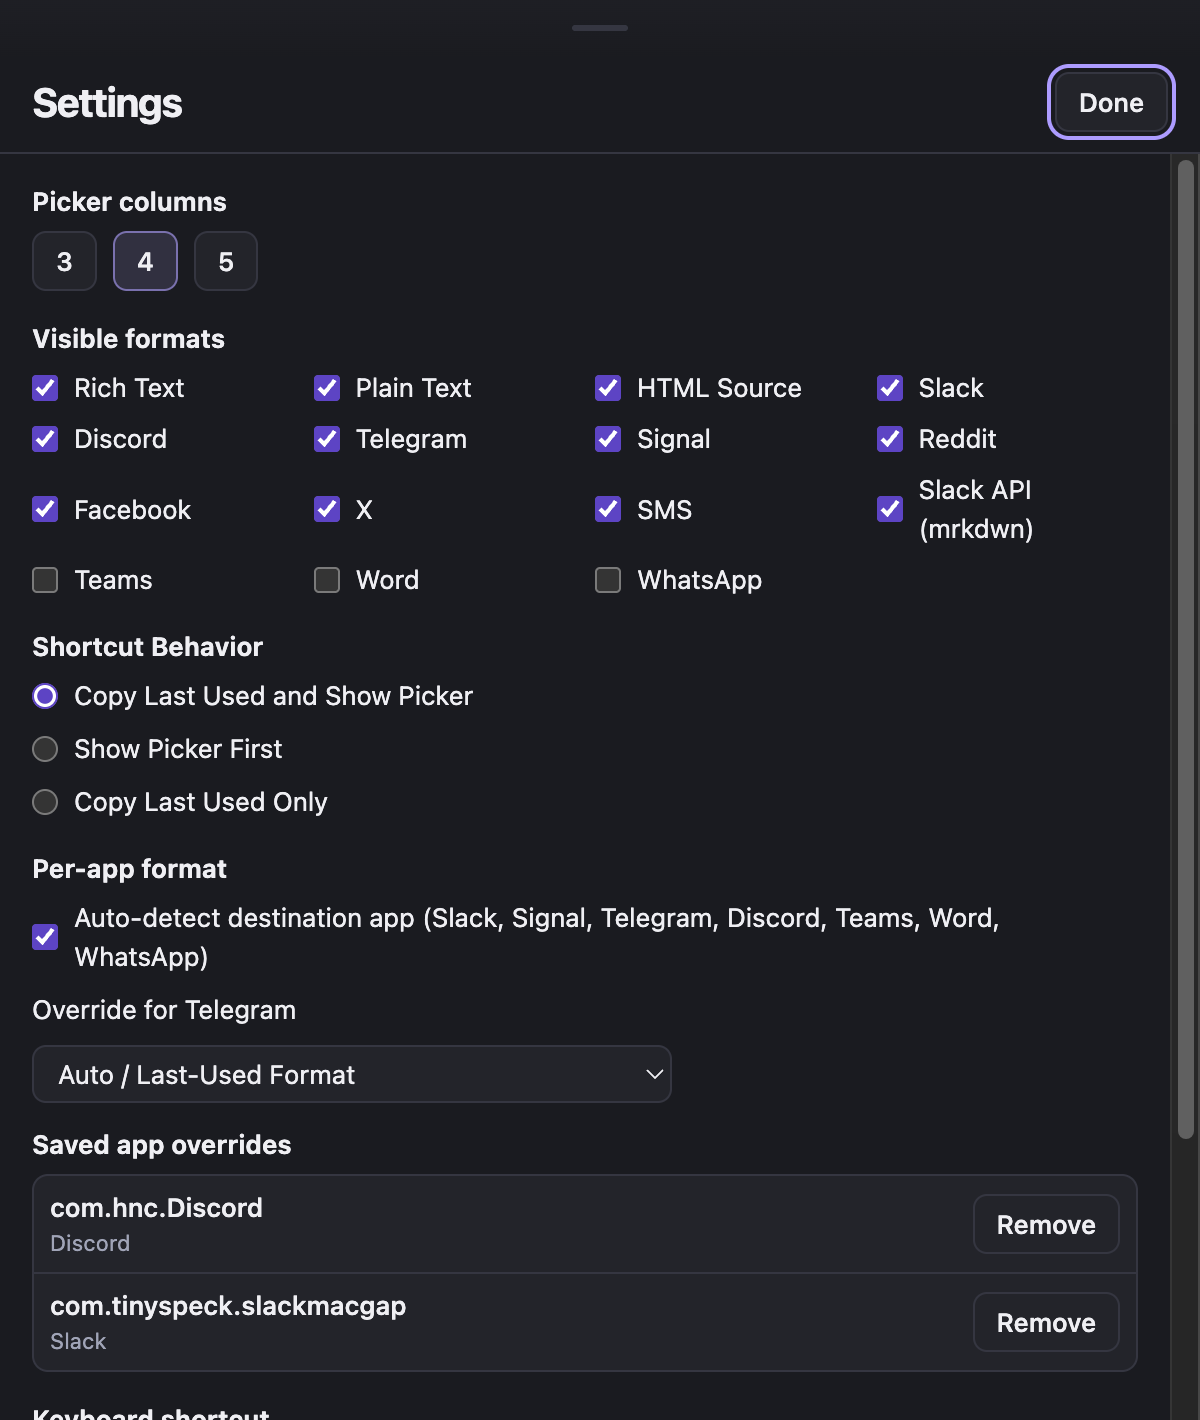 Settings
Done
Picker columns
3 4 5
Visible formats
Rich Text Plain Text HTML Source Slack
Discord Telegram Signal Reddit
Facebook X SMS Slack API
(mrkdwn)
Teams Word WhatsApp
Shortcut Behavior
Copy Last Used and Show Picker
Show Picker First
Copy Last Used Only
Per-app format
Auto-detect destination app (Slack, Signal, Telegram, Discord, Teams, Word,
WhatsApp)
Override for Telegram
Auto / Last-Used Format
Saved app overrides
com.hnc.Discord
Discord
Remove
com.tinyspeck.slackmacgap
Slack
Remove
Keyboard shortcut